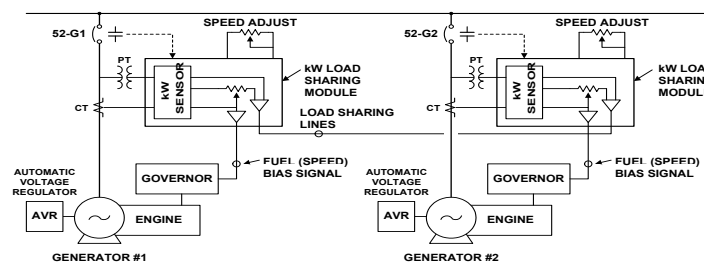 SPEED ADJUST
52-G1
PT
kW SENSOR
kW LOAD
SHARING
MODULE
CT
LOAD SHARING
LINES
FUEL (SPEED)
BIAS SIGNAL
AUTOMATIC
VOLTAGE
REGULATOR
GOVERNOR
AVR
ENGINE
GENERATOR #1
SPEED ADJUST
52-G2
PT
kW SENSOR
kW LOAD
SHARIN
MODULE
CT
FUEL (SPEED)
BIAS SIGNAL
AUTOMATIC
VOLTAGE
REGULATOR
GOVERNOR
AVR
ENGINE
GENERATOR #2